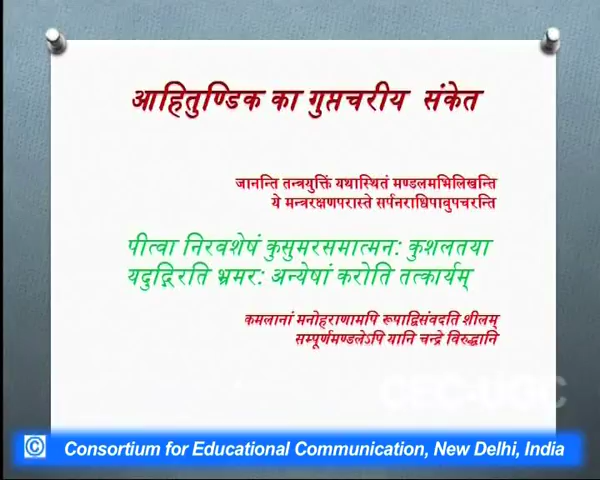 आहितुण्डिक का गुप्तचरीय संकेत
जानन्ति तन्त्रयुक्तिं यथास्थितं मण्डलमभिलिखन्ति
ये मन्त्ररक्षणपरास्ते सर्पनराधिपावुपचरन्ति
पीत्वा निरवशेषं कुसुमरसमात्मन: कुशलतया
यदुद्गिरति भ्रमर: अन्येषां करोति तत्कार्यम्
कमलानां मनोहराणामपि रूपाद्विसंवदति शीलम्
सम्पूर्णमण्डलेऽपि यानि चन्द्रे विरुद्धानि
CEC-UGC
© Consortium for Educational Communication, New Delhi, India